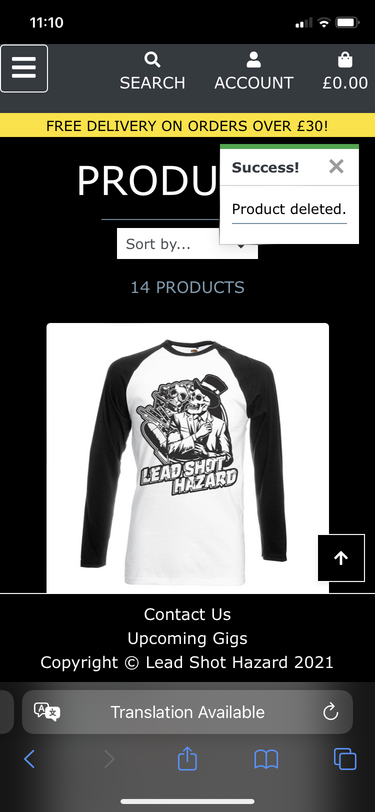 11:10
SEARCH
ACCOUNT
£0.00
FREE DELIVERY ON ORDERS OVER £30!
Success!
Product deleted.
Sort by...
14 PRODUCTS
LEAD SHOT
HAZARD
Contact Us
Upcoming Gigs
Copyright © Lead Shot Hazard 2021
Translation Available